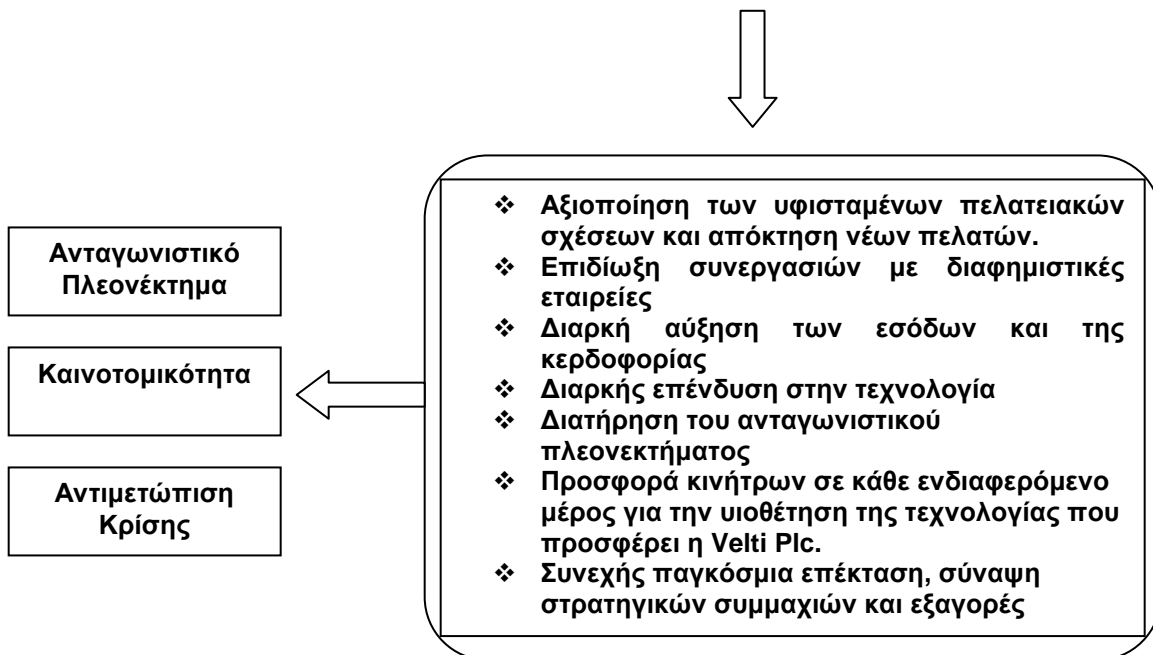 Ανταγωνιστικό
Πλεονέκτημα
Καινοτομικότητα
Αντιμετώπιση
Κρίσης
❖ Αξιοποίηση των υφισταμένων πελατειακών
σχέσεων και απόκτηση νέων πελατών.
❖ Επιδίωξη συνεργασιών με διαφημιστικές
εταιρείες
❖ Διαρκή αύξηση των εσόδων και της
κερδοφορίας
❖ Διαρκής επένδυση στην τεχνολογία
❖ Διατήρηση του ανταγωνιστικού
πλεονεκτήματος
❖ Προσφορά κινήτρων σε κάθε ενδιαφερόμενο
μέρος για την υιοθέτηση της τεχνολογίας που
προσφέρει η Velti Plc.
❖ Συνεχής παγκόσμια επέκταση, σύναψη
στρατηγικών συμμαχιών και εξαγορές